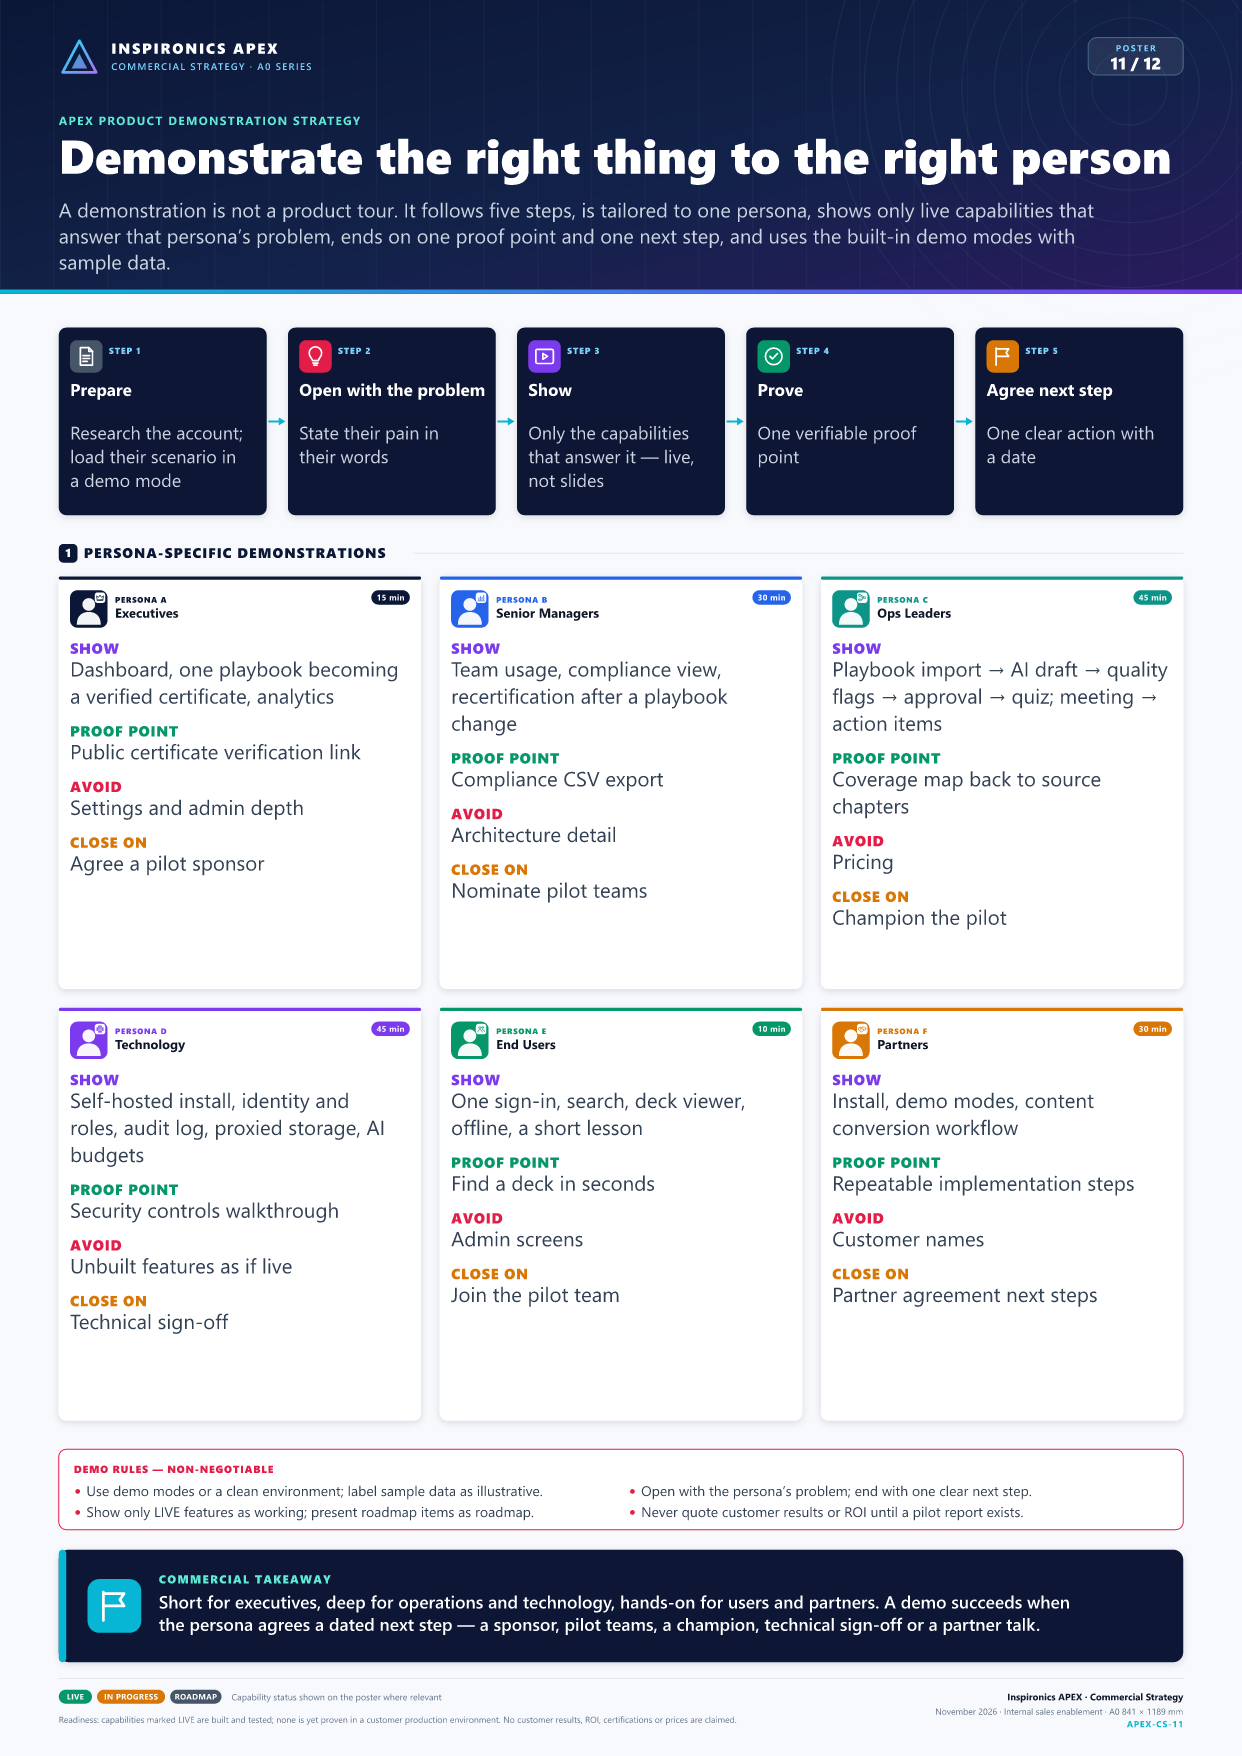 INSPIRONICS APEX
COMMERCIAL STRATEGY · A0 SERIES
POSTER
11 / 12
APEX PRODUCT DEMONSTRATION STRATEGY
Demonstrate the right thing to the right person
A demonstration is not a product tour. It follows five steps, is tailored to one persona, shows only live capabilities that
answer that persona’s problem, ends on one proof point and one next step, and uses the built-in demo modes with
sample data.
STEP 1
Prepare
Research the account;
load their scenario in
a demo mode
STEP 2
Open with the problem
State their pain in
their words
STEP 3
Show
Only the capabilities
that answer it — live,
not slides
STEP 4
Prove
One verifiable proof
point
STEP 5
Agree next step
One clear action with
a date
1 PERSONA-SPECIFIC DEMONSTRATIONS
PERSONA A
Executives
15 min
SHOW
Dashboard, one playbook becoming
a verified certificate, analytics
PROOF POINT
Public certificate verification link
AVOID
Settings and admin depth
CLOSE ON
Agree a pilot sponsor
PERSONA B
Senior Managers
30 min
SHOW
Team usage, compliance view,
recertification after a playbook
change
PROOF POINT
Compliance CSV export
AVOID
Architecture detail
CLOSE ON
Nominate pilot teams
PERSONA C
Ops Leaders
45 min
SHOW
Playbook import → AI draft → quality
flags → approval → quiz; meeting →
action items
PROOF POINT
Coverage map back to source
chapters
AVOID
Pricing
CLOSE ON
Champion the pilot
PERSONA D
Technology
45 min
SHOW
Self-hosted install, identity and
roles, audit log, proxied storage, AI
budgets
PROOF POINT
Security controls walkthrough
AVOID
Unbuilt features as if live
CLOSE ON
Technical sign-off
PERSONA E
End Users
10 min
SHOW
One sign-in, search, deck viewer,
offline, a short lesson
PROOF POINT
Find a deck in seconds
AVOID
Admin screens
CLOSE ON
Join the pilot team
PERSONA F
Partners
30 min
SHOW
Install, demo modes, content
conversion workflow
PROOF POINT
Repeatable implementation steps
AVOID
Customer names
CLOSE ON
Partner agreement next steps
DEMO RULES — NON-NEGOTIABLE
• Use demo modes or a clean environment; label sample data as illustrative.
• Show only LIVE features as working; present roadmap items as roadmap.
• Open with the persona’s problem; end with one clear next step.
• Never quote customer results or ROI until a pilot report exists.
COMMERCIAL TAKEAWAY
Short for executives, deep for operations and technology, hands-on for users and partners. A demo succeeds when
the persona agrees a dated next step — a sponsor, pilot teams, a champion, technical sign-off or a partner talk.
LIVE IN PROGRESS ROADMAP Capability status shown on the poster where relevant
Readiness: capabilities marked LIVE are built and tested; none is yet proven in a customer production environment. No customer results, ROI, certifications or prices are claimed.
Inspironics APEX · Commercial Strategy
November 2026 · Internal sales enablement · A0 841 × 1189 mm
APEX-CS-11